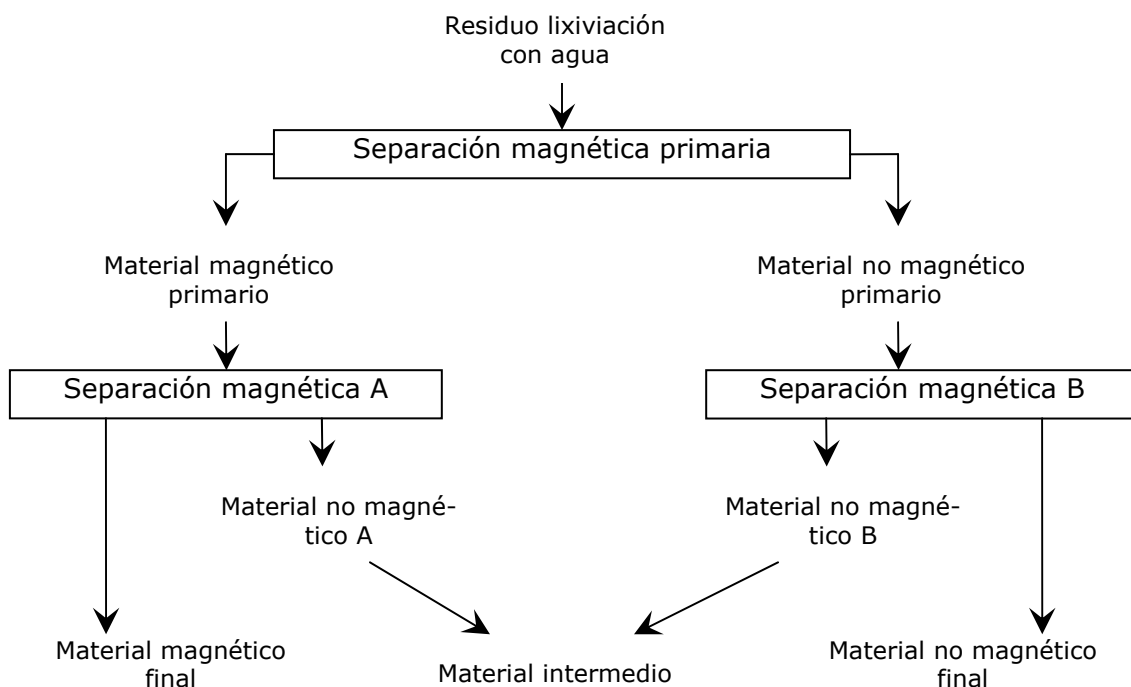 Residuo lixiviación
con agua
Separación magnética primaria
Material magnético
primario
Material no magnético
primario
Separación magnética A
Separación magnética B
Material no magné-
tico A
Material no magné-
tico B
Material magnético
final
Material intermedio
Material no magnético
final